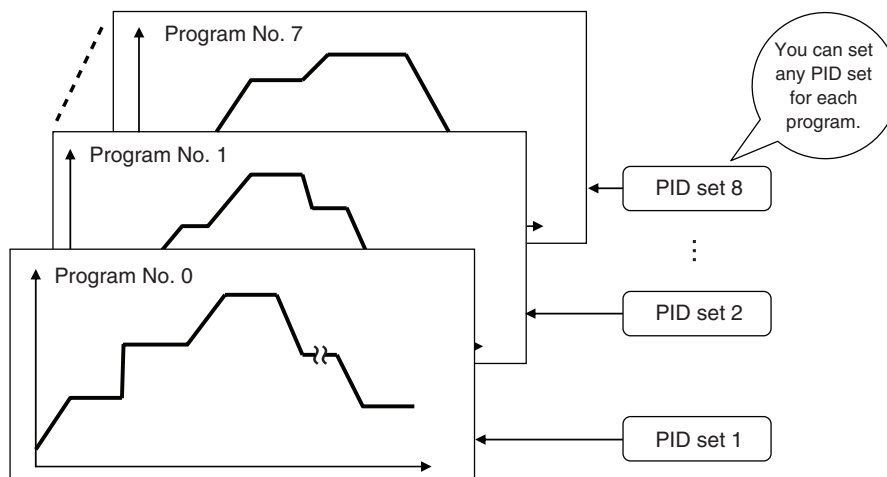 Program No. 7
You can set
any PID set
for each
program.
Program No. 1
PID set 8
Program No. 0
⋮
PID set 2
PID set 1